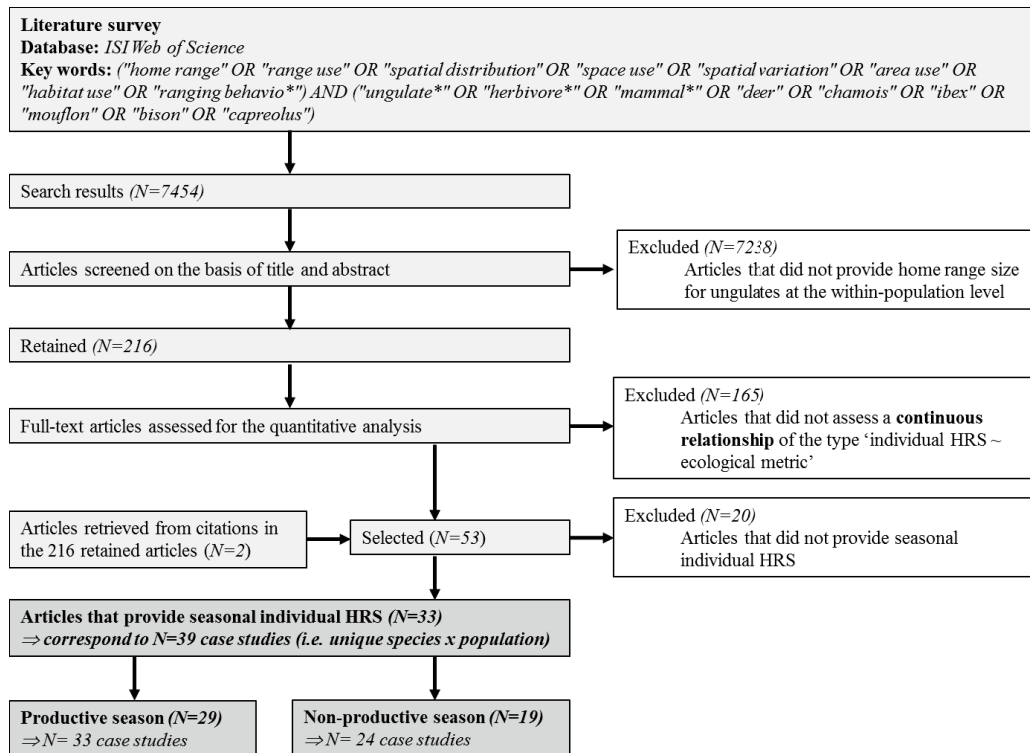 Literature survey
Database: ISI Web of Science
Key words: ("home range" OR "range use" OR "spatial distribution" OR "space use" OR "spatial variation" OR "area use" OR
"habitat use" OR "ranging behavio*") AND ("ungulate*" OR "herbivore*" OR "mammal*" OR "deer" OR "chamois" OR "ibex" OR
"mouflon" OR "bison" OR "capreolus")
Search results (N=7454)
Articles screened on the basis of title and abstract
Excluded (N=7238)
Articles that did not provide home range size
for ungulates at the within-population level
Retained (N=216)
Full-text articles assessed for the quantitative analysis
Excluded (N=165)
Articles that did not assess a continuous
relationship of the type ‘individual HRS ~
ecological metric’
Articles retrieved from citations in
the 216 retained articles (N=2)
Selected (N=53)
Excluded (N=20)
Articles that did not provide seasonal
individual HRS
Articles that provide seasonal individual HRS (N=33)
⇒ correspond to N=39 case studies (i.e. unique species x population)
Productive season (N=29)
⇒ N= 33 case studies
Non-productive season (N=19)
⇒ N= 24 case studies